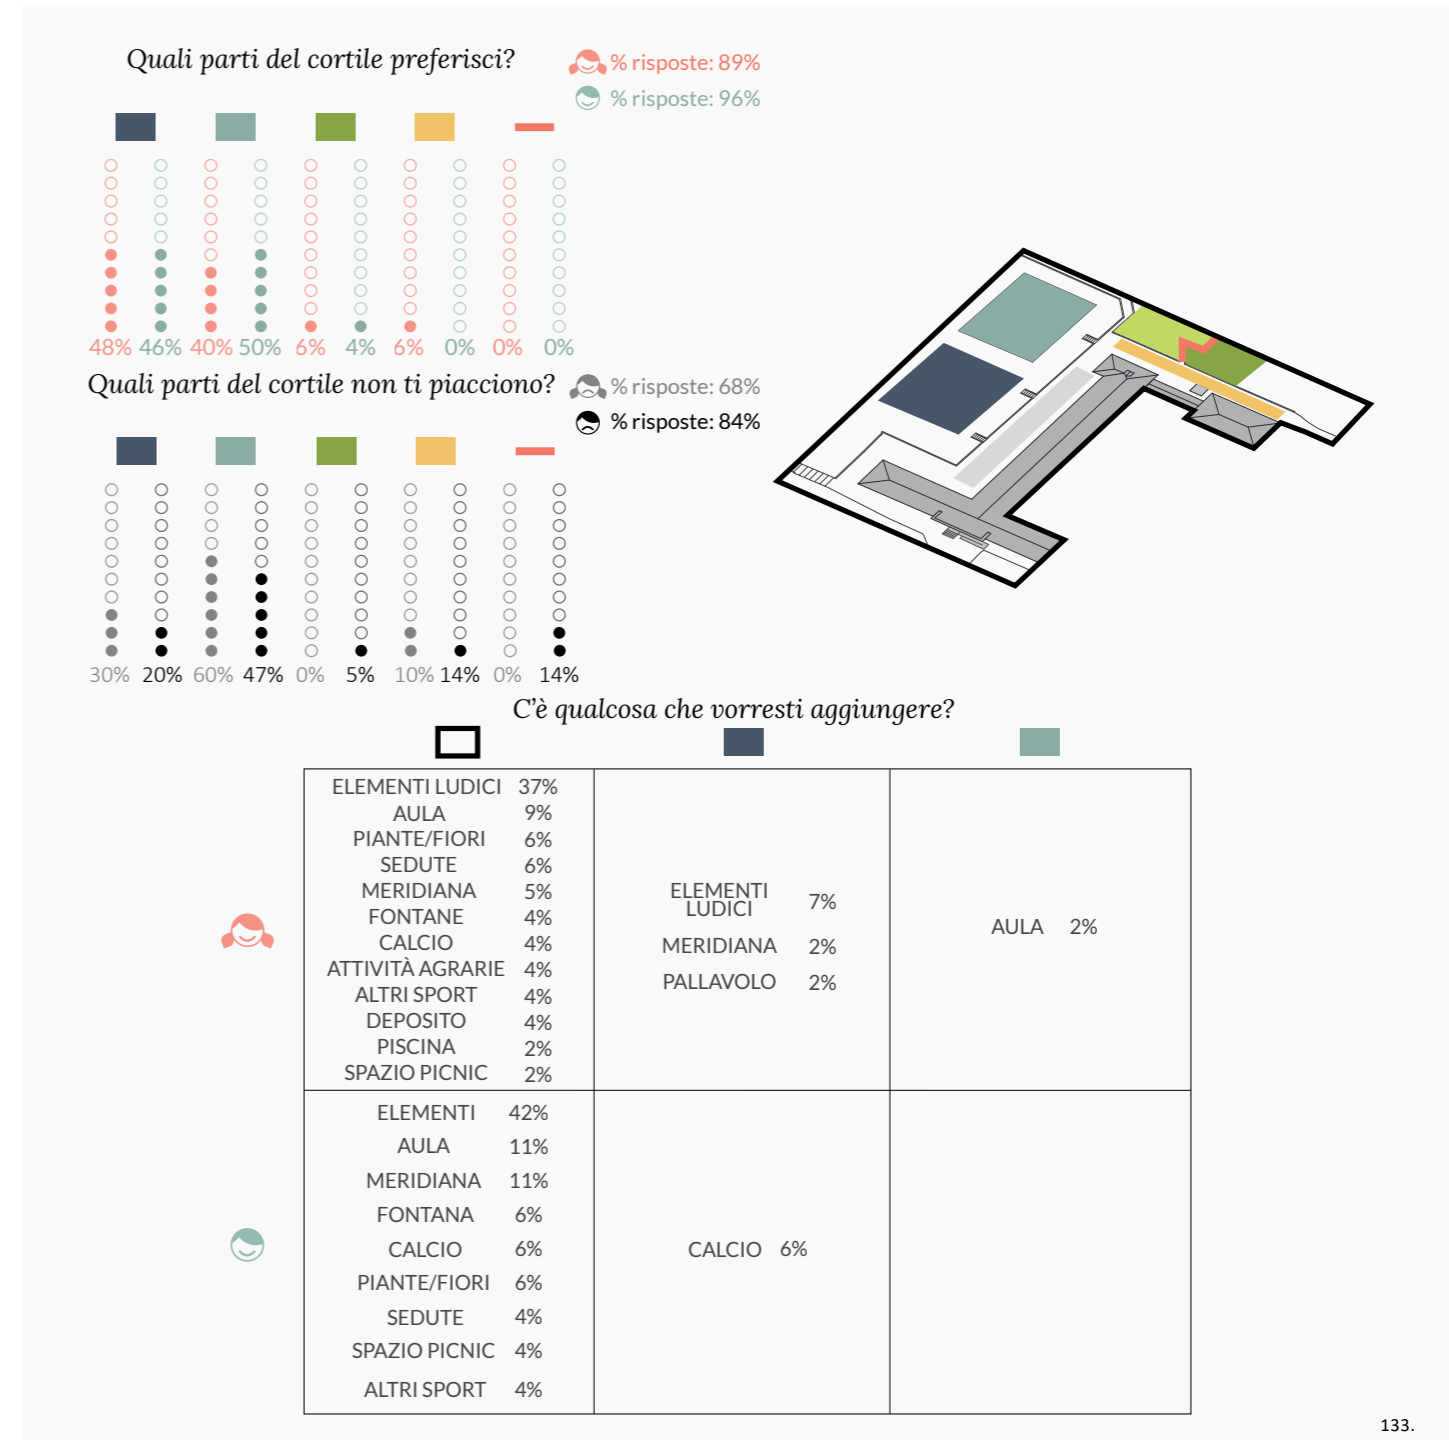 Quali parti del cortile preferisci?
% risposte: 89%
% risposte: 96%
48% 46% 40% 50% 6% 4% 6% 0% 0% 0%
Quali parti del cortile non ti piacciono?
% risposte: 68%
% risposte: 84%
30% 20% 60% 47% 0% 5% 10% 14% 0% 14%
C'è qualcosa che vorresti aggiungere?
ELEMENTI LUDICI 37%
AULA 9%
PIANTE/FIORI 6%
SEDUTE 6%
MERIDIANA 5%
FONTANE 4%
CALCIO 4%
ATTIVITÀ AGRARIE 4%
ALTRI SPORT 4%
DEPOSITO 4%
PISCINA 2%
SPAZIO PICNIC 2%
ELEMENTI
LUDICI 7%
MERIDIANA 2%
PALLAVOLO 2%
AULA 2%
ELEMENTI 42%
AULA 11%
MERIDIANA 11%
FONTANA 6%
CALCIO 6%
PIANTE/FIORI 6%
SEDUTE 4%
SPAZIO PICNIC 4%
ALTRI SPORT 4%
CALCIO 6%
133.